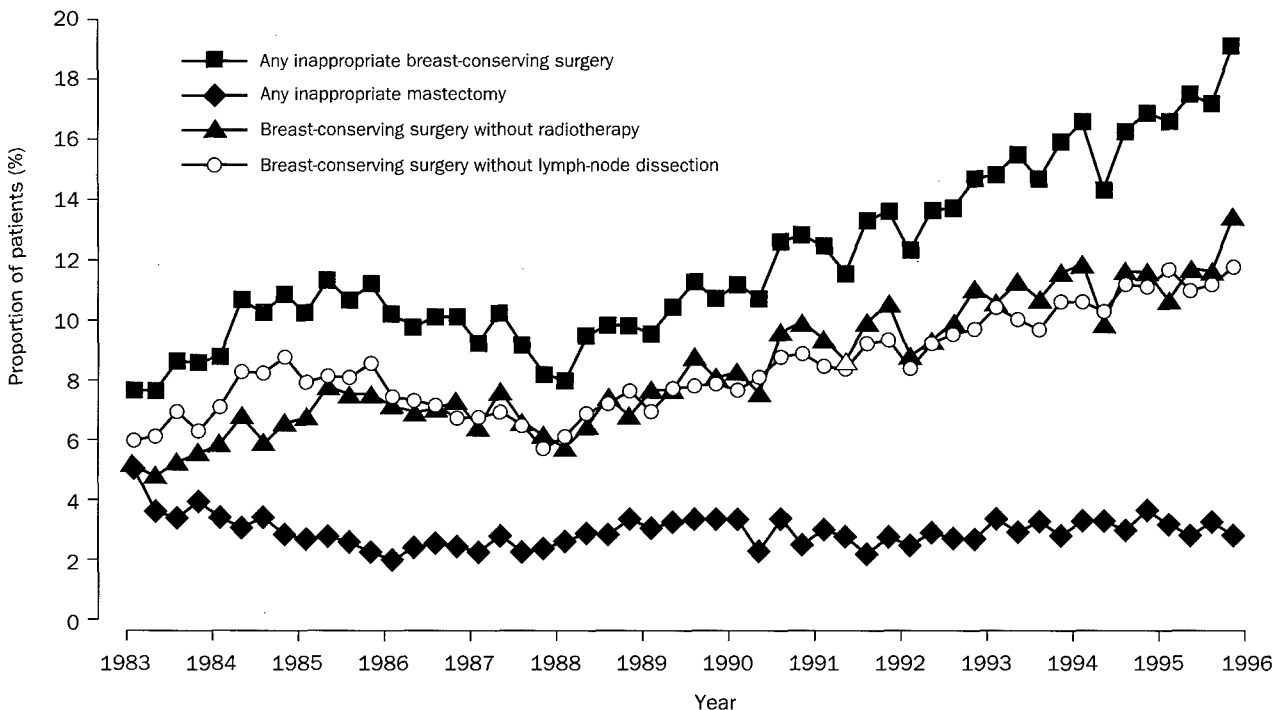 20
18
16
14
12
10
8
6
4
2
0
Proportion of patients (%)
Any inappropriate breast-conserving surgery
Any inappropriate mastectomy
Breast-conserving surgery without radiotherapy
Breast-conserving surgery without lymph-node dissection
1983 1984 1985 1986 1987 1988 1989 1990 1991 1992 1993 1994 1995 1996
Year